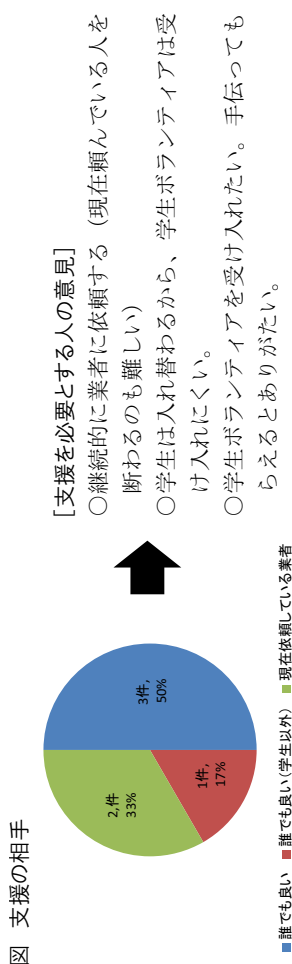 図　支援の相手
3件,
50%
1件,
17%
2,件
33%
誰でも良い　誰でも良い(学生以外)　現在依頼している業者
[支援を必要とする人の意見]
○継続的に業者に依頼する（現在頼んでいる人を
断わるのも難しい）
○学生は入れ替わるから、学生ボランティアは受
け入れにくい。
○学生ボランティアを受け入れたい。手伝っても
らえるとありがたい。